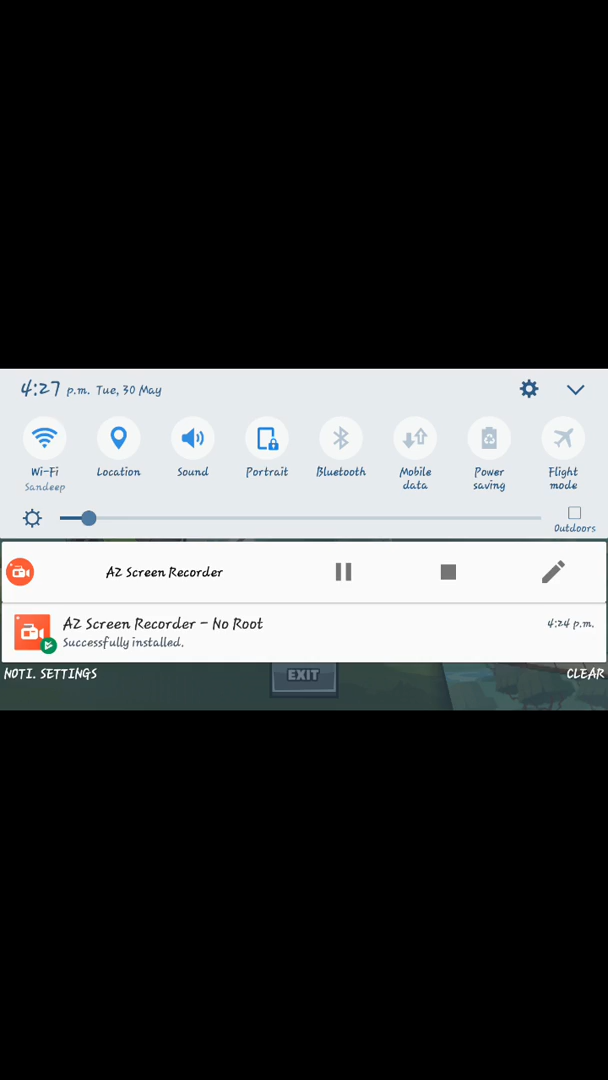 4:27 p.m. Tue, 30 May
Wi-Fi
Sandeep
Location
Sound
Portrait
Bluetooth
Mobile
data
Power
saving
Flight
mode
Outdoors
AZ Screen Recorder
AZ Screen Recorder - No Root
4:24 p.m.
Successfully installed.
NOTI. SETTINGS
EXIT
CLEAR